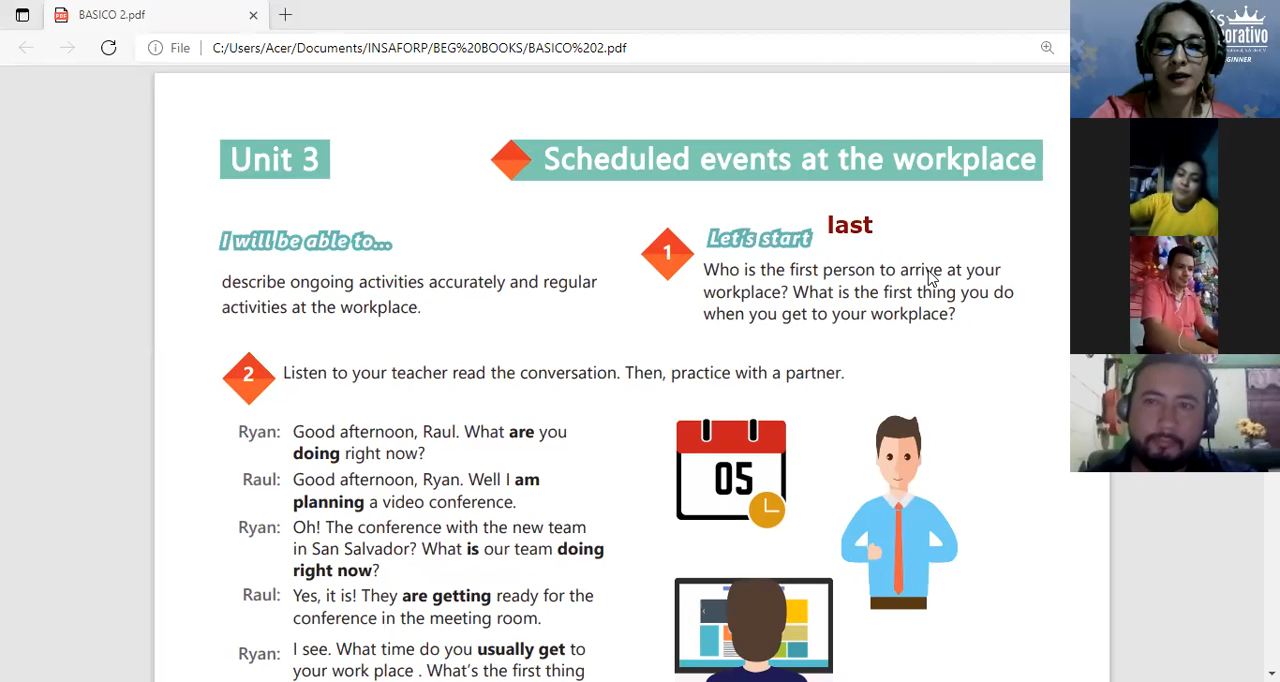 BASICO 2.pdf
File
C:/Users/Acer/Documents/INSAFORP/BEG%20BOOKS/BASICO%202.pdf
Unit 3
Scheduled events at the workplace
I will be able to...
describe ongoing activities accurately and regular
activities at the workplace.
1
Let's start
last
Who is the first person to arrive at your
workplace? What is the first thing you do
when you get to your workplace?
2
Listen to your teacher read the conversation. Then, practice with a partner.
Ryan: Good afternoon, Raul. What are you
doing right now?
Raul: Good afternoon, Ryan. Well I am
planning a video conference.
Ryan: Oh! The conference with the new team
in San Salvador? What is our team doing
right now?
Raul: Yes, it is! They are getting ready for the
conference in the meeting room.
Ryan: I see. What time do you usually get to
your work place . What's the first thing
05